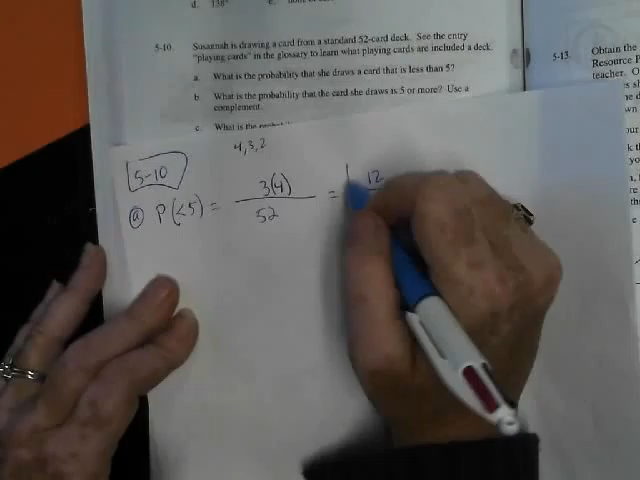 d. 138°
5-10. Susannah is drawing a card from a standard 52-card deck. See the entry
"playing cards" in the glossary to learn what playing cards are included a deck.
a. What is the probability that she draws a card that is less than 5?
b. What is the probability that the card she draws is 5 or more? Use a
complement.
c. What is the
5-13. Obtain the
Resource P
teacher. O
4, 3, 2
5-10
a P(<5) = 3(4) / 52 = 12